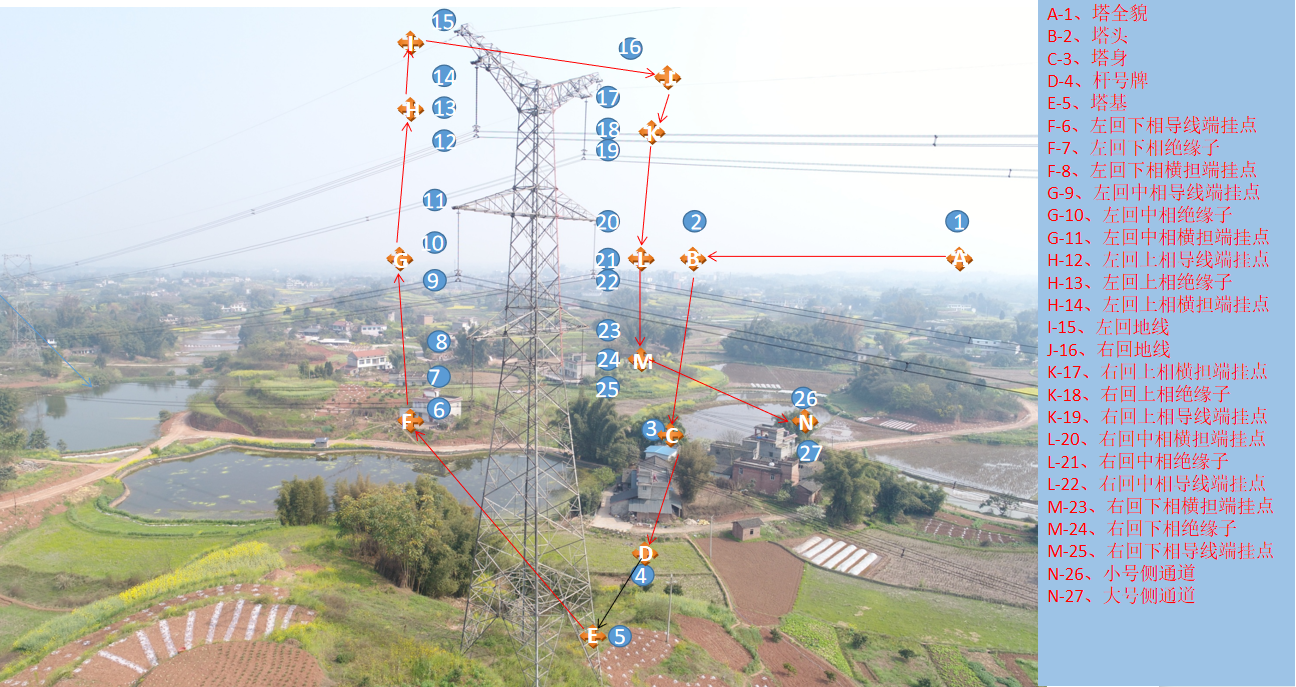 15
I
16
J
14
H
13
17
K
18
12
19
11
20
2
1
10
G
21
L
B
A
9
22
23
8
24
M
7
25
26
6
F
N
3
C
27
D
4
E
5
A-1、塔全貌
B-2、塔头
C-3、塔身
D-4、杆号牌
E-5、塔基
F-6、左回下相导线端挂点
F-7、左回下相绝缘子
F-8、左回下相横担端挂点
G-9、左回中相导线端挂点
G-10、左回中相绝缘子
G-11、左回中相横担端挂点
H-12、左回上相导线端挂点
H-13、左回上相绝缘子
H-14、左回上相横担端挂点
I-15、左回地线
J-16、右回地线
K-17、右回上相横担端挂点
K-18、右回上相绝缘子
K-19、右回上相导线端挂点
L-20、右回中相横担端挂点
L-21、右回中相绝缘子
L-22、右回中相导线端挂点
M-23、右回下相横担端挂点
M-24、右回下相绝缘子
M-25、右回下相导线端挂点
N-26、小号侧通道
N-27、大号侧通道